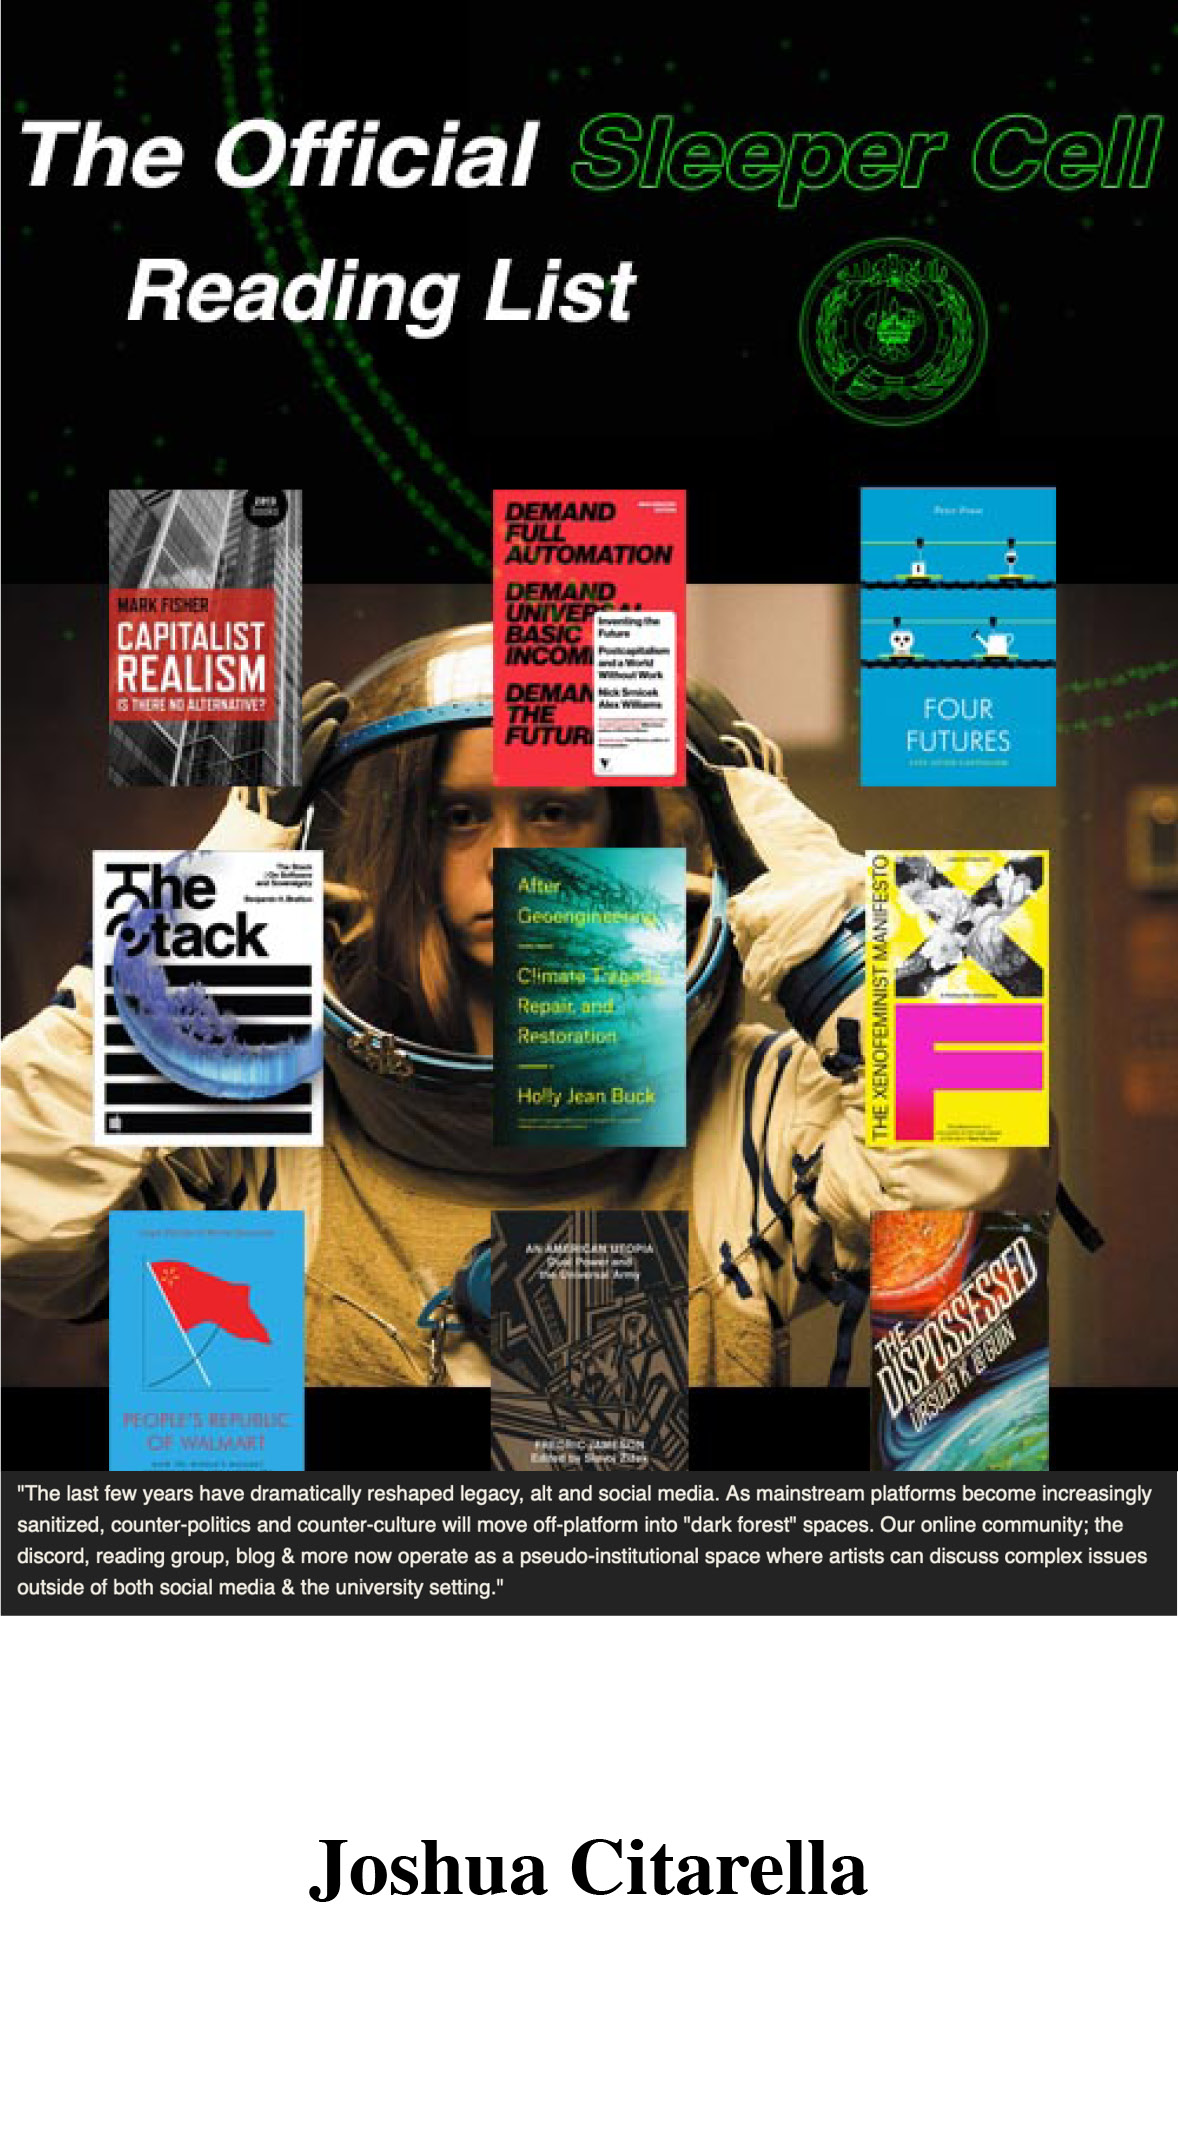 The Official Sleeper Cell
Reading List
zero
books
MARK FISHER
CAPITALIST
REALISM
IS THERE NO ALTERNATIVE?
DEMAND
FULL
AUTOMATION
DEMAND
UNIVERSAL
BASIC
INCOM
DEMAN
THE
FUTUR
Inventing the
Future
Postcapitalism
and a World
Without Work
Nick Srnicek
Alex Williams
Peter Frase
FOUR
FUTURES
LIFE AFTER CAPITALISM
The
Stack
The Stack
On Software
and Sovereignty
Benjamin H. Bratton
After
Geoengineering
Climate Tragedy,
Repair, and
Restoration
Holly Jean Buck
THE XENOFEMINIST MANIFESTO
X
F
PEOPLE'S REPUBLIC
OF WALMART
AN AMERICAN UTOPIA
Dual Power and
the Universal Army
FREDRIC JAMESON
Edited by Slavoj Žižek
THE
DISPOSSESSED
URSULA K. LE GUIN
"The last few years have dramatically reshaped legacy, alt and social media. As mainstream platforms become increasingly
sanitized, counter-politics and counter-culture will move off-platform into "dark forest" spaces. Our online community; the
discord, reading group, blog & more now operate as a pseudo-institutional space where artists can discuss complex issues
outside of both social media & the university setting."
Joshua Citarella